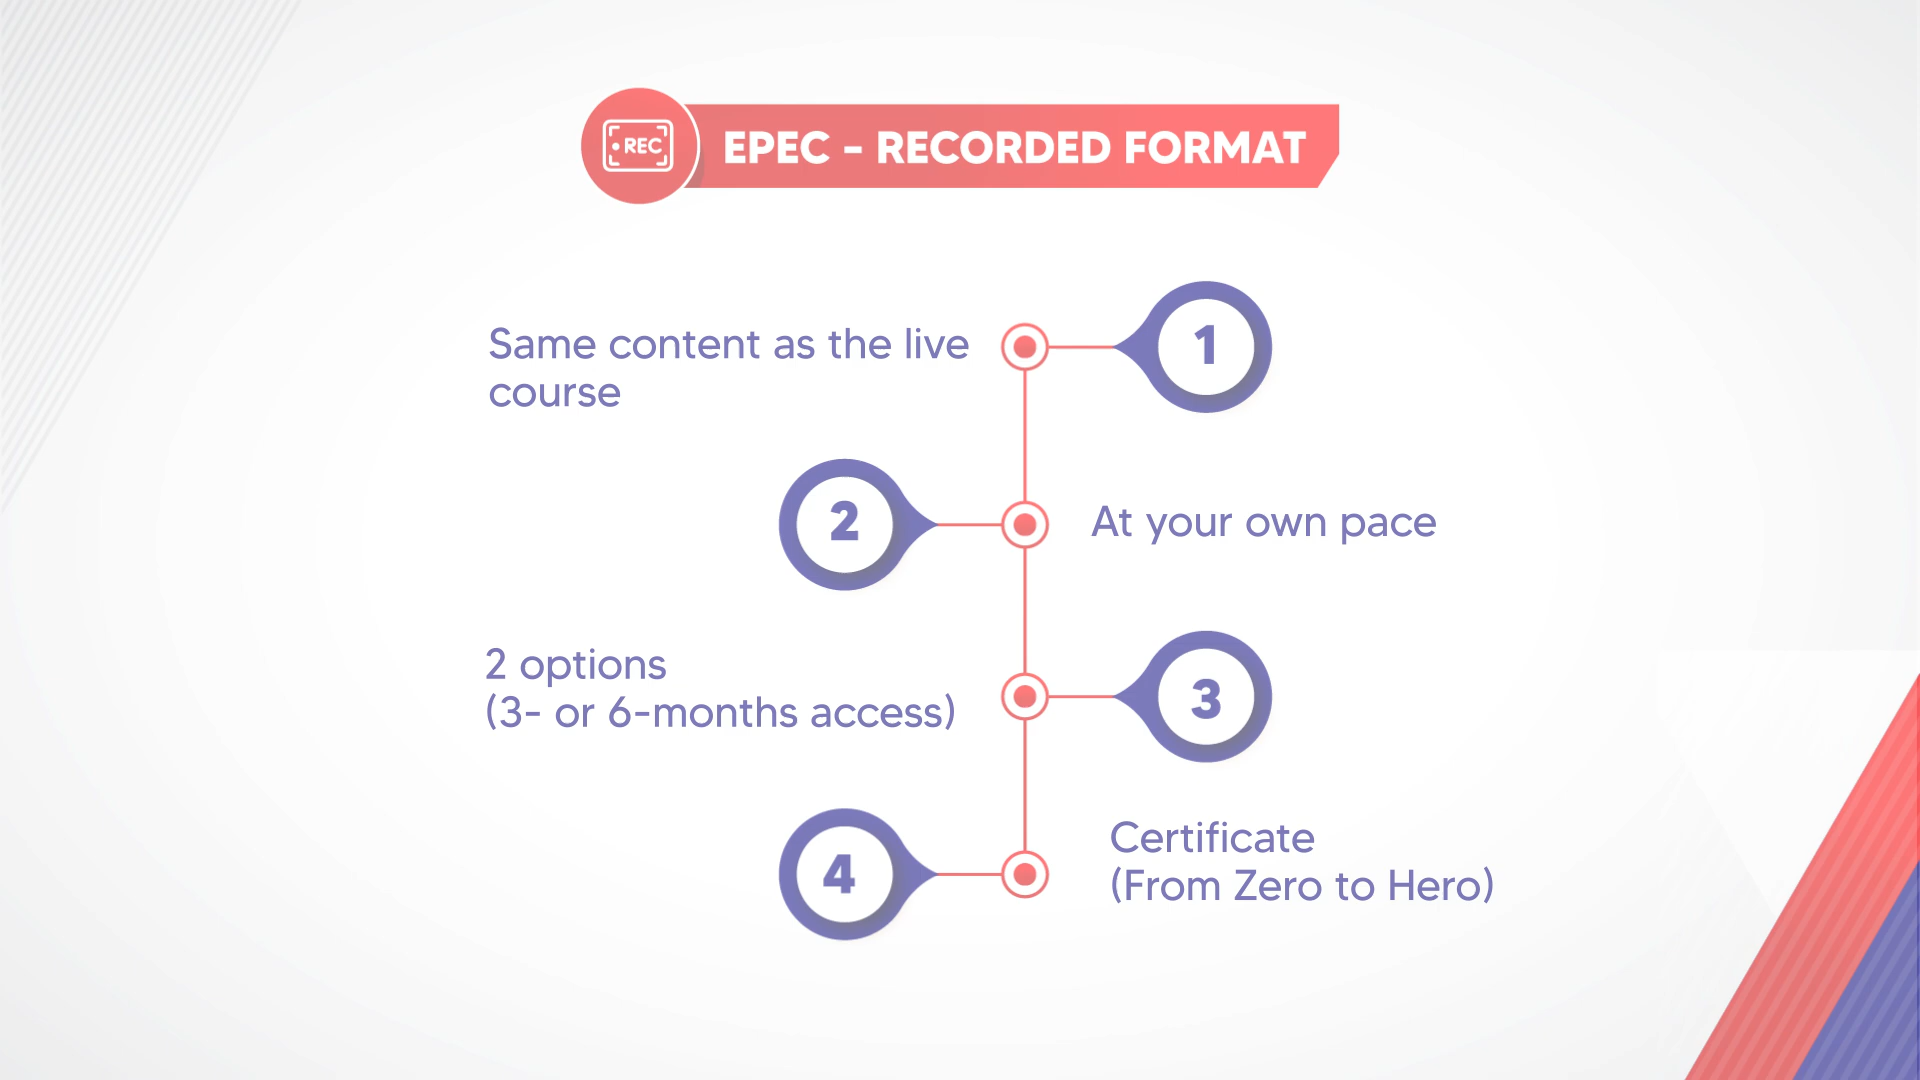 REC
EPEC - RECORDED FORMAT
Same content as the live
course
1
2
At your own pace
2 options
(3- or 6-months access)
3
4
Certificate
(From Zero to Hero)